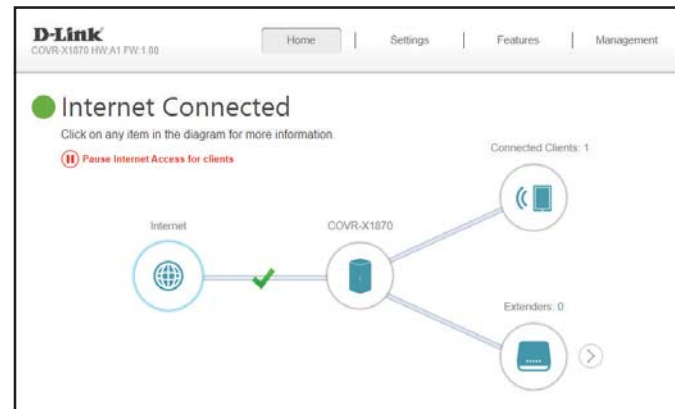 D-Link
COVR-X1870 HW:A1 FW:1.00
Home | Settings | Features | Management
Internet Connected
Click on any item in the diagram for more information.
Pause Internet Access for clients
Connected Clients: 1
Internet
COVR-X1870
Extenders: 0